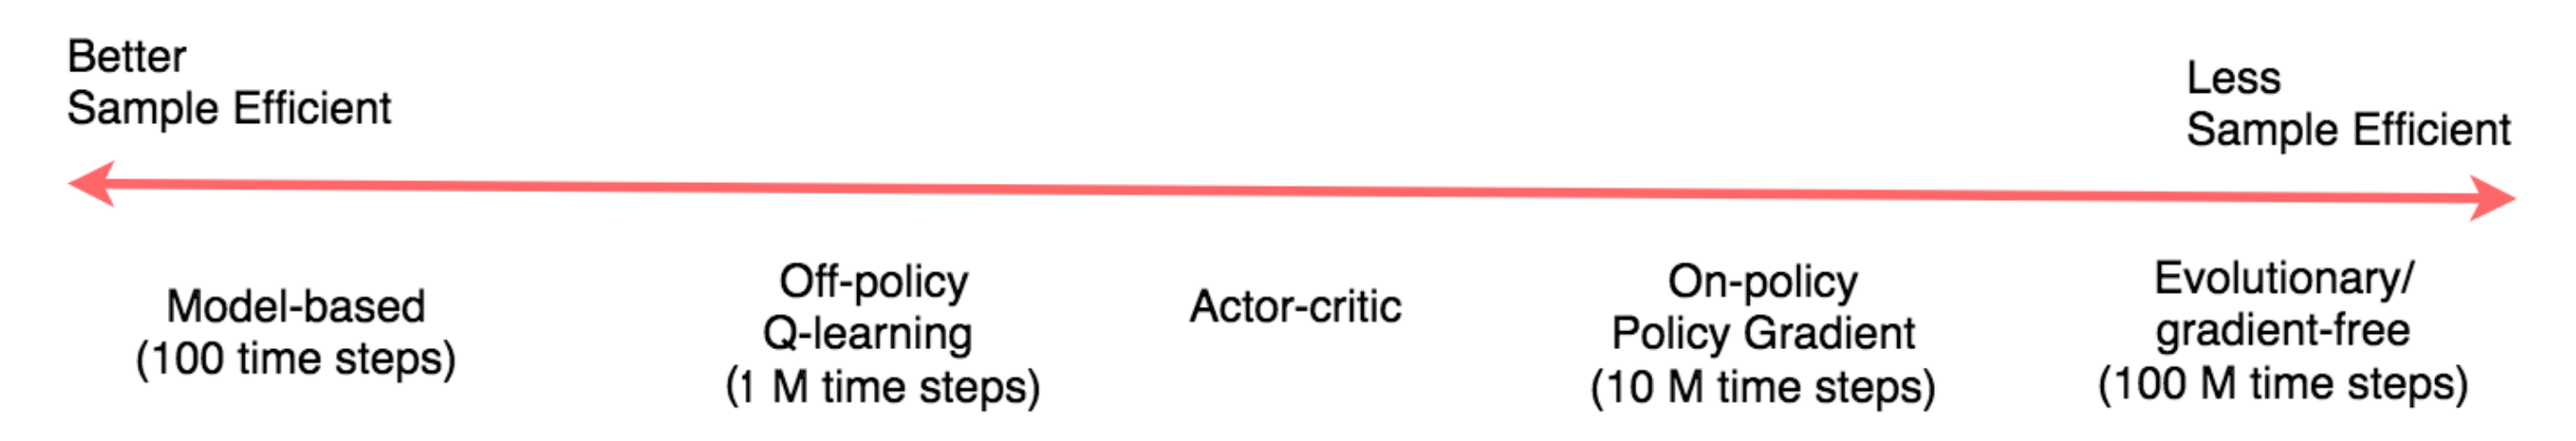 Better
Sample Efficient
Less
Sample Efficient
Model-based
(100 time steps)
Off-policy
Q-learning
(1 M time steps)
Actor-critic
On-policy
Policy Gradient
(10 M time steps)
Evolutionary/
gradient-free
(100 M time steps)